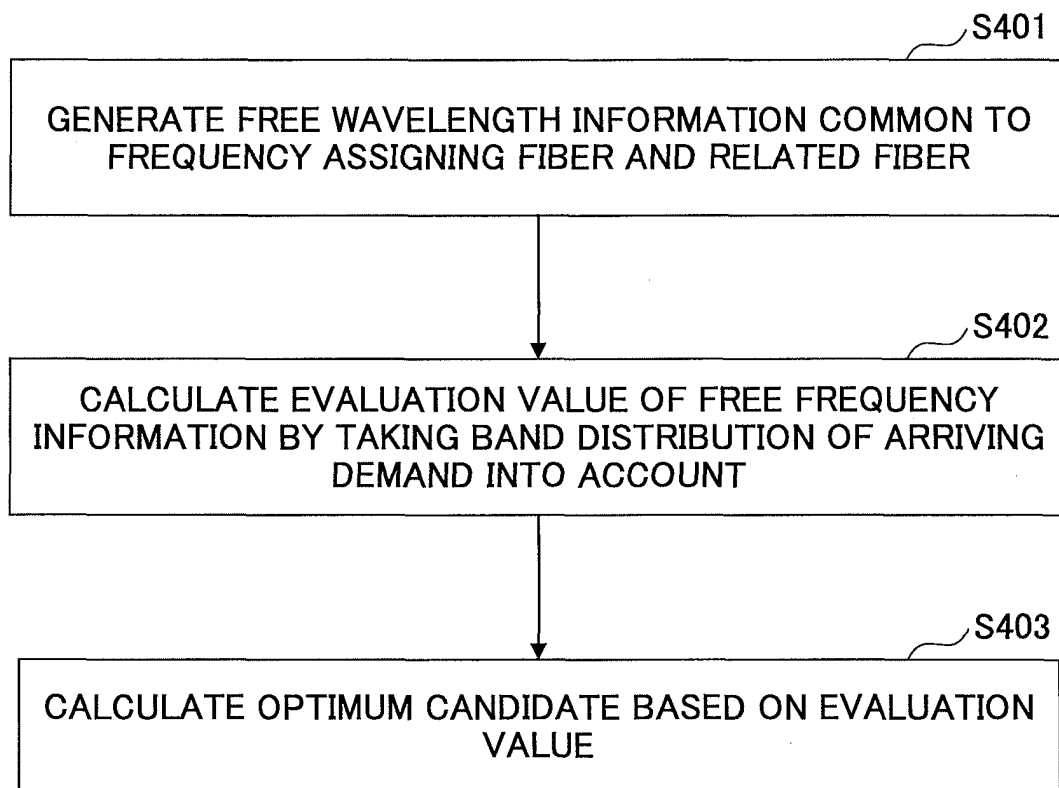 S401
GENERATE FREE WAVELENGTH INFORMATION COMMON TO
FREQUENCY ASSIGNING FIBER AND RELATED FIBER
S402
CALCULATE EVALUATION VALUE OF FREE FREQUENCY
INFORMATION BY TAKING BAND DISTRIBUTION OF ARRIVING
DEMAND INTO ACCOUNT
S403
CALCULATE OPTIMUM CANDIDATE BASED ON EVALUATION
VALUE